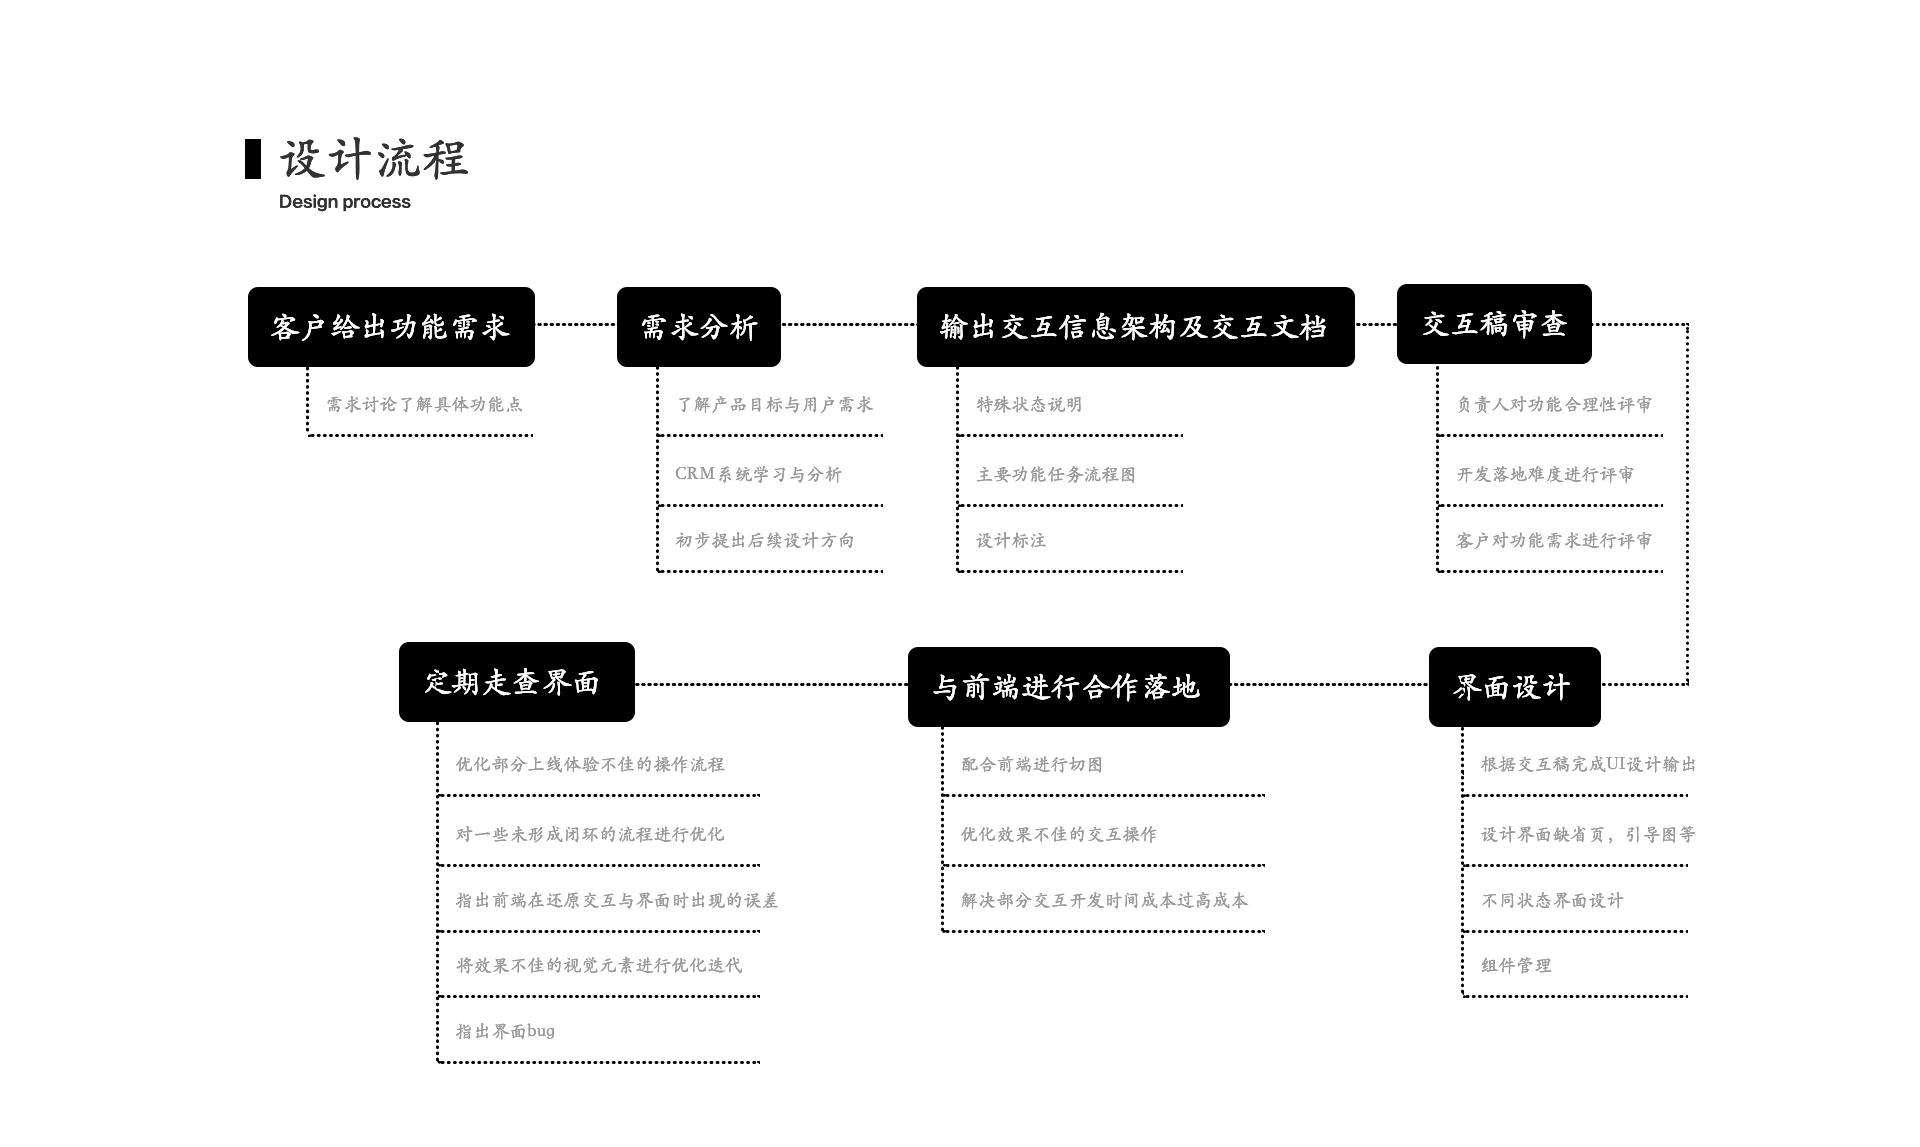 设计流程
Design process
客户给出功能需求
需求讨论了解具体功能点
需求分析
了解产品目标与用户需求
CRM系统学习与分析
初步提出后续设计方向
输出交互信息架构及交互文档
特殊状态说明
主要功能任务流程图
设计标注
交互稿审查
负责人对功能合理性评审
开发落地难度进行评审
客户对功能需求进行评审
界面设计
根据交互稿完成UI设计输出
设计界面缺省页，引导图等
不同状态界面设计
组件管理
与前端进行合作落地
配合前端进行切图
优化效果不佳的交互操作
解决部分交互开发时间成本过高成本
定期走查界面
优化部分上线体验不佳的操作流程
对一些未形成闭环的流程进行优化
指出前端在还原交互与界面时出现的误差
将效果不佳的视觉元素进行优化迭代
指出界面bug